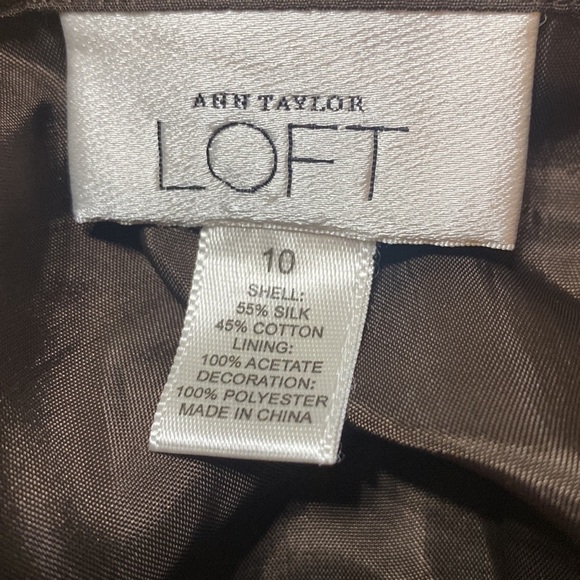 ANN TAYLOR
LOFT
10
SHELL:
55% SILK
45% COTTON
LINING:
100% ACETATE
DECORATION:
100% POLYESTER
MADE IN CHINA